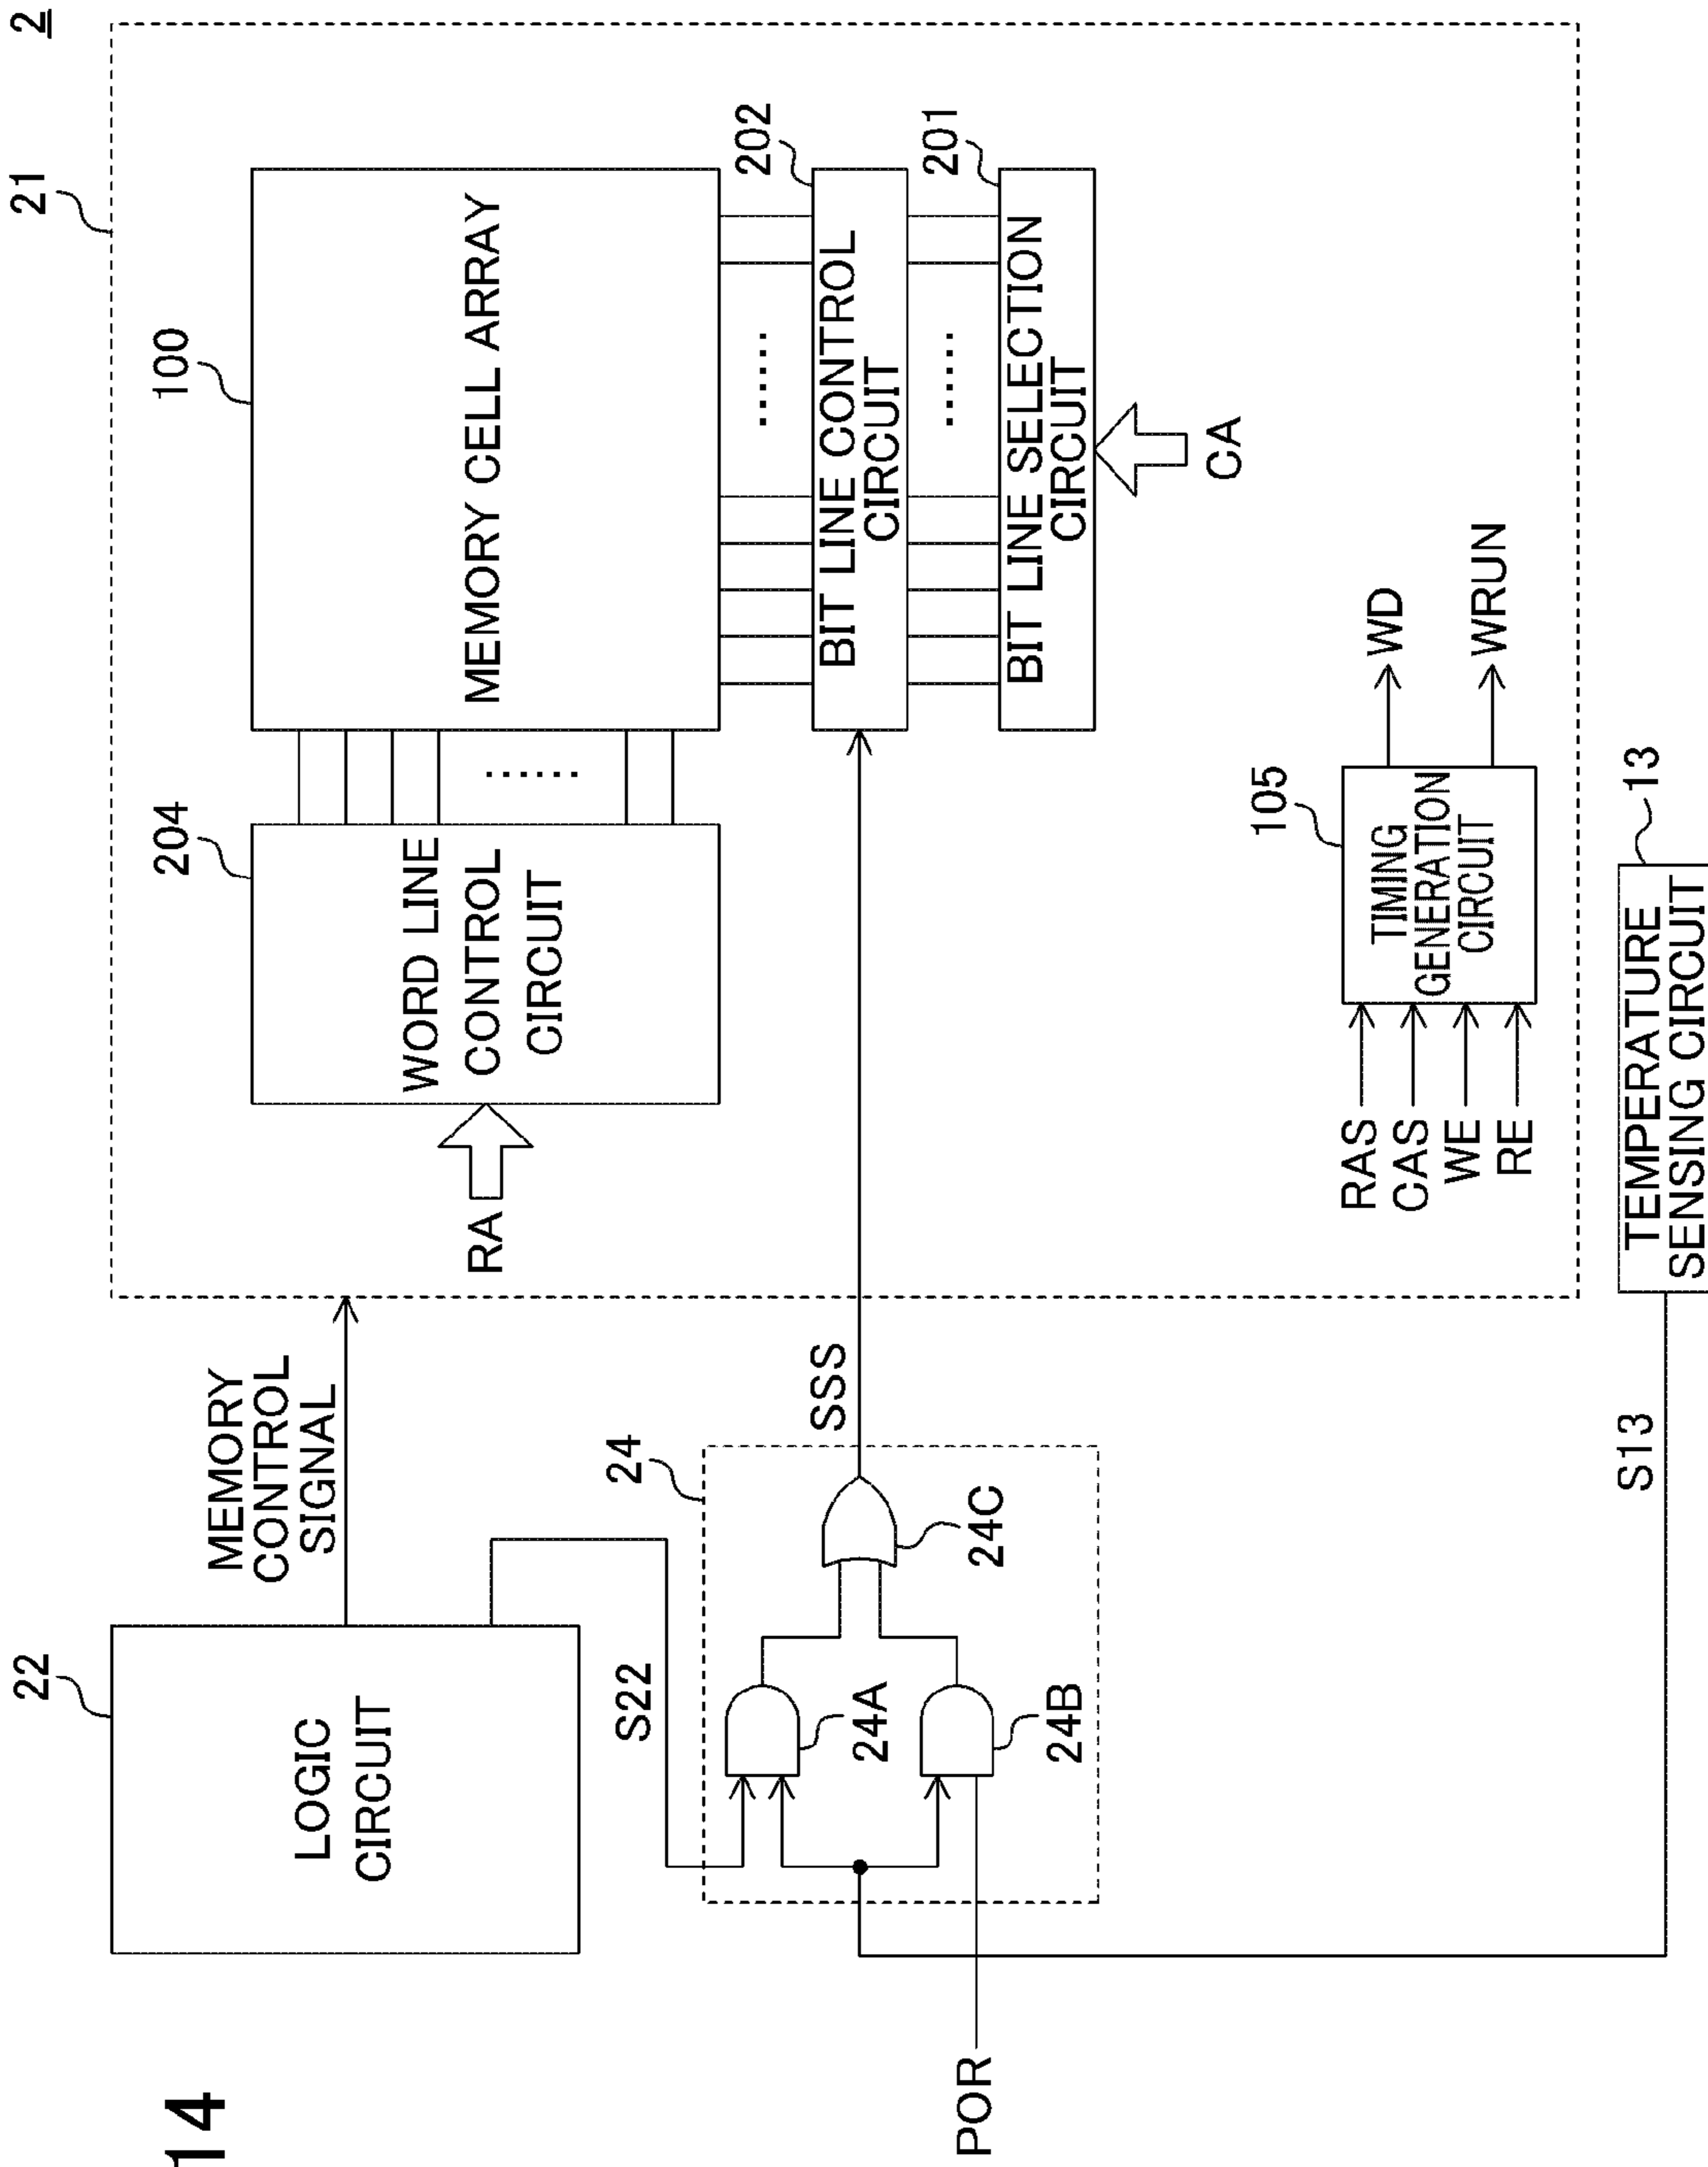 14
2
21
22
LOGIC
CIRCUIT
MEMORY
CONTROL
SIGNAL
204
WORD LINE
CONTROL
CIRCUIT
RA
100
MEMORY CELL ARRAY
202
BIT LINE CONTROL
CIRCUIT
201
BIT LINE SELECTION
CIRCUIT
CA
S22
24
24A
24B
24C
SSS
POR
105
TIMING
GENERATION
CIRCUIT
RAS
CAS
WE
RE
WD
WRUN
S13
13
TEMPERATURE
SENSING CIRCUIT